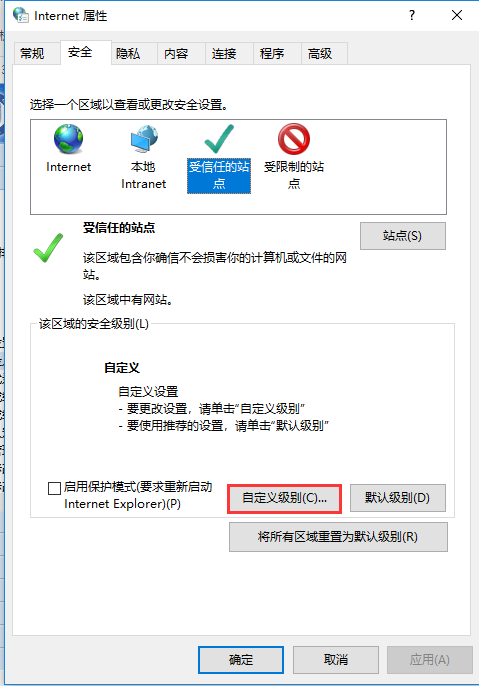 Internet 属性
常规
安全
隐私
内容
连接
程序
高级
选择一个区域以查看或更改安全设置。
Internet
本地
Intranet
受信任的站
点
受限制的站
点
受信任的站点
站点(S)
该区域包含你确信不会损害你的计算机或文件的网
站。
该区域中有网站。
该区域的安全级别(L)
自定义
自定义设置
- 要更改设置，请单击“自定义级别”
- 要使用推荐的设置，请单击“默认级别”
启用保护模式(要求重新启动
Internet Explorer)(P)
自定义级别(C)...
默认级别(D)
将所有区域重置为默认级别(R)
确定
取消
应用(A)